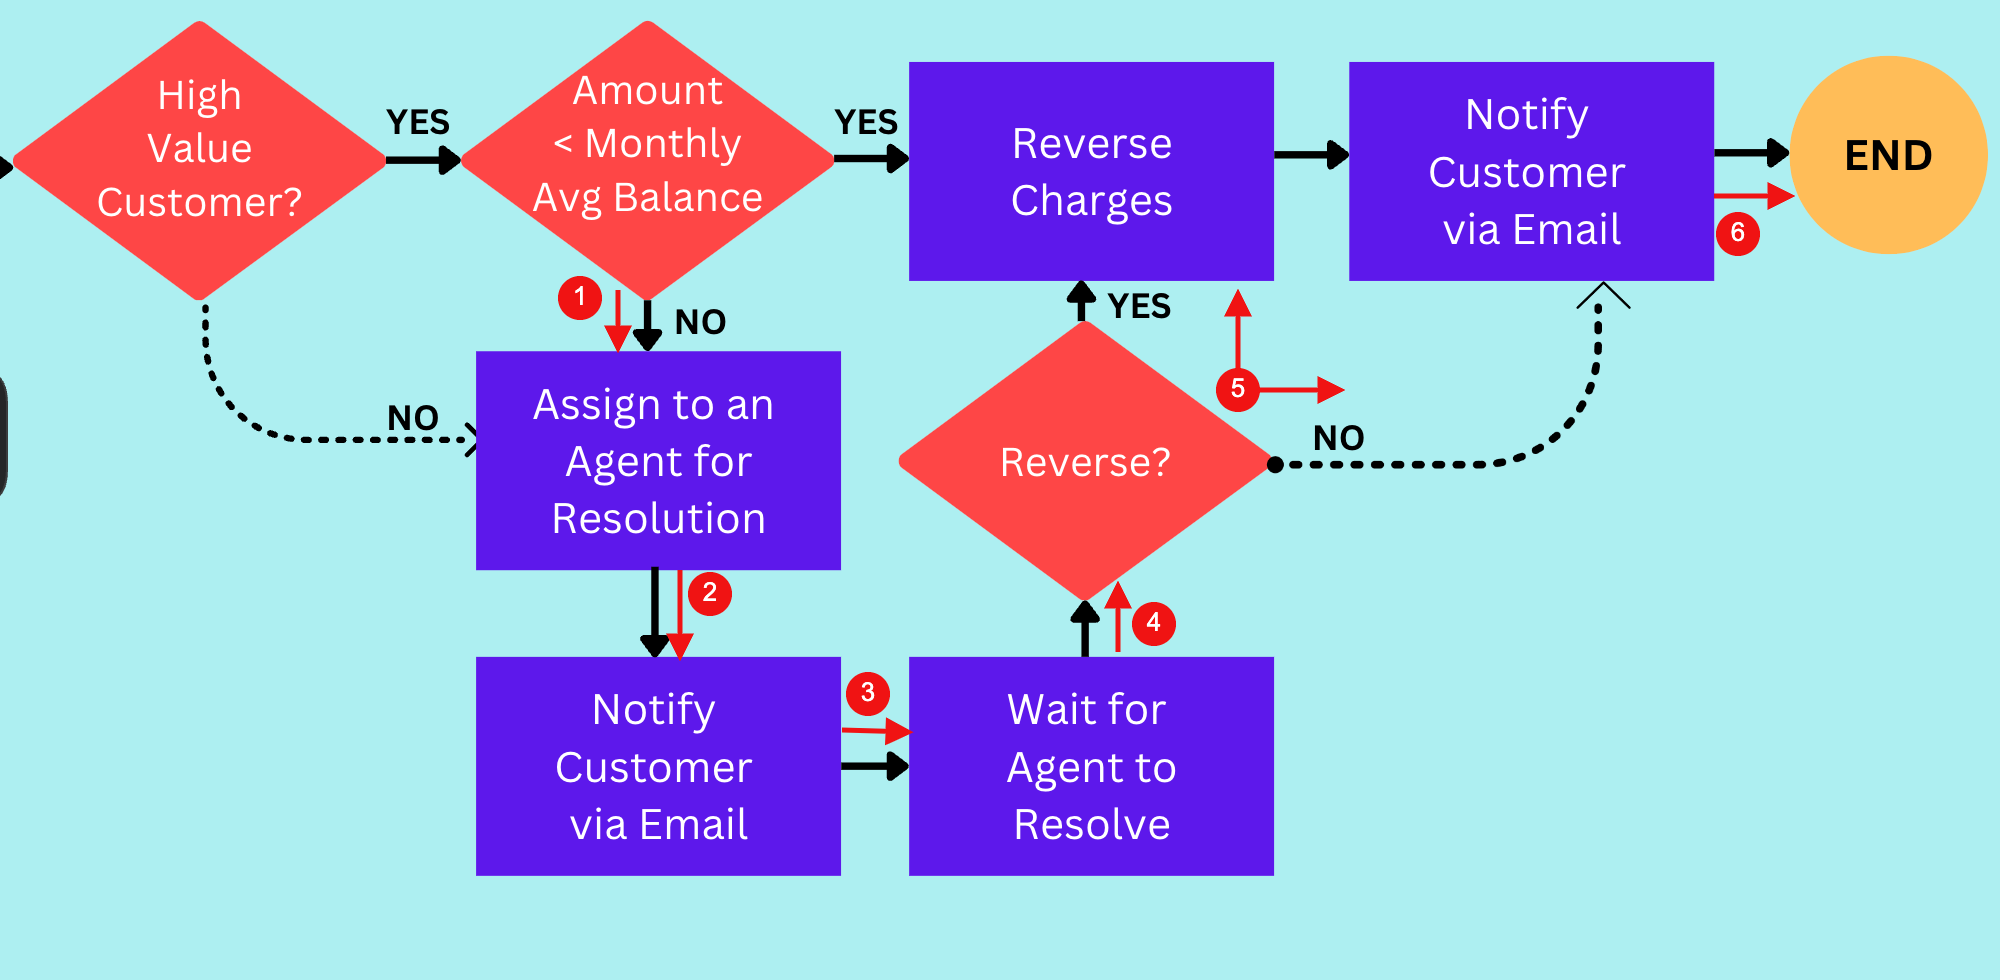 High
Value
Customer?
YES
Amount
< Monthly
Avg Balance
YES
Reverse
Charges
Notify
Customer
via Email
END
6
1
NO
YES
NO
Assign to an
Agent for
Resolution
5
Reverse?
NO
2
4
3
Notify
Customer
via Email
Wait for
Agent to
Resolve